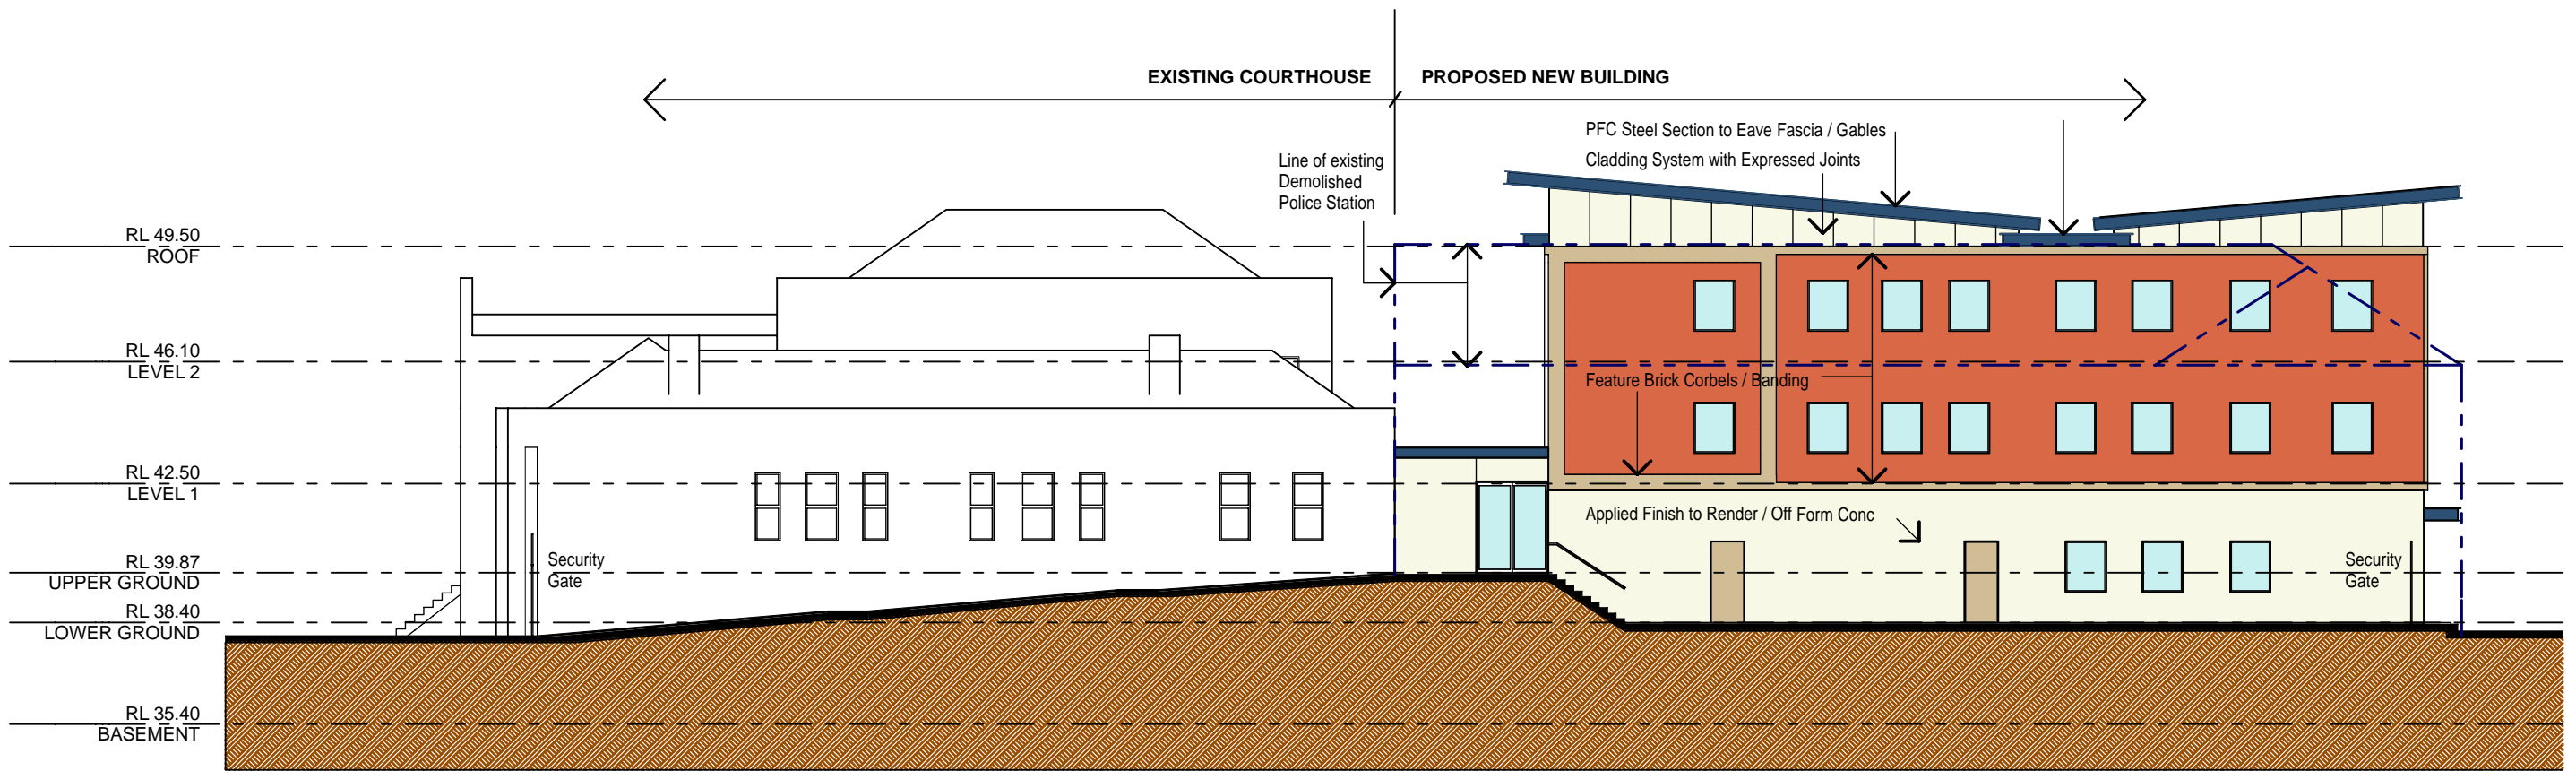 EXISTING COURTHOUSE
PROPOSED NEW BUILDING
PFC Steel Section to Eave Fascia / Gables
Cladding System with Expressed Joints
Line of existing
Demolished
Police Station
RL 49.50
ROOF
RL 46.10
LEVEL 2
Feature Brick Corbels / Banding
RL 42.50
LEVEL 1
Applied Finish to Render / Off Form Conc
RL 39.87
UPPER GROUND
Security
Gate
Security
Gate
RL 38.40
LOWER GROUND
RL 35.40
BASEMENT